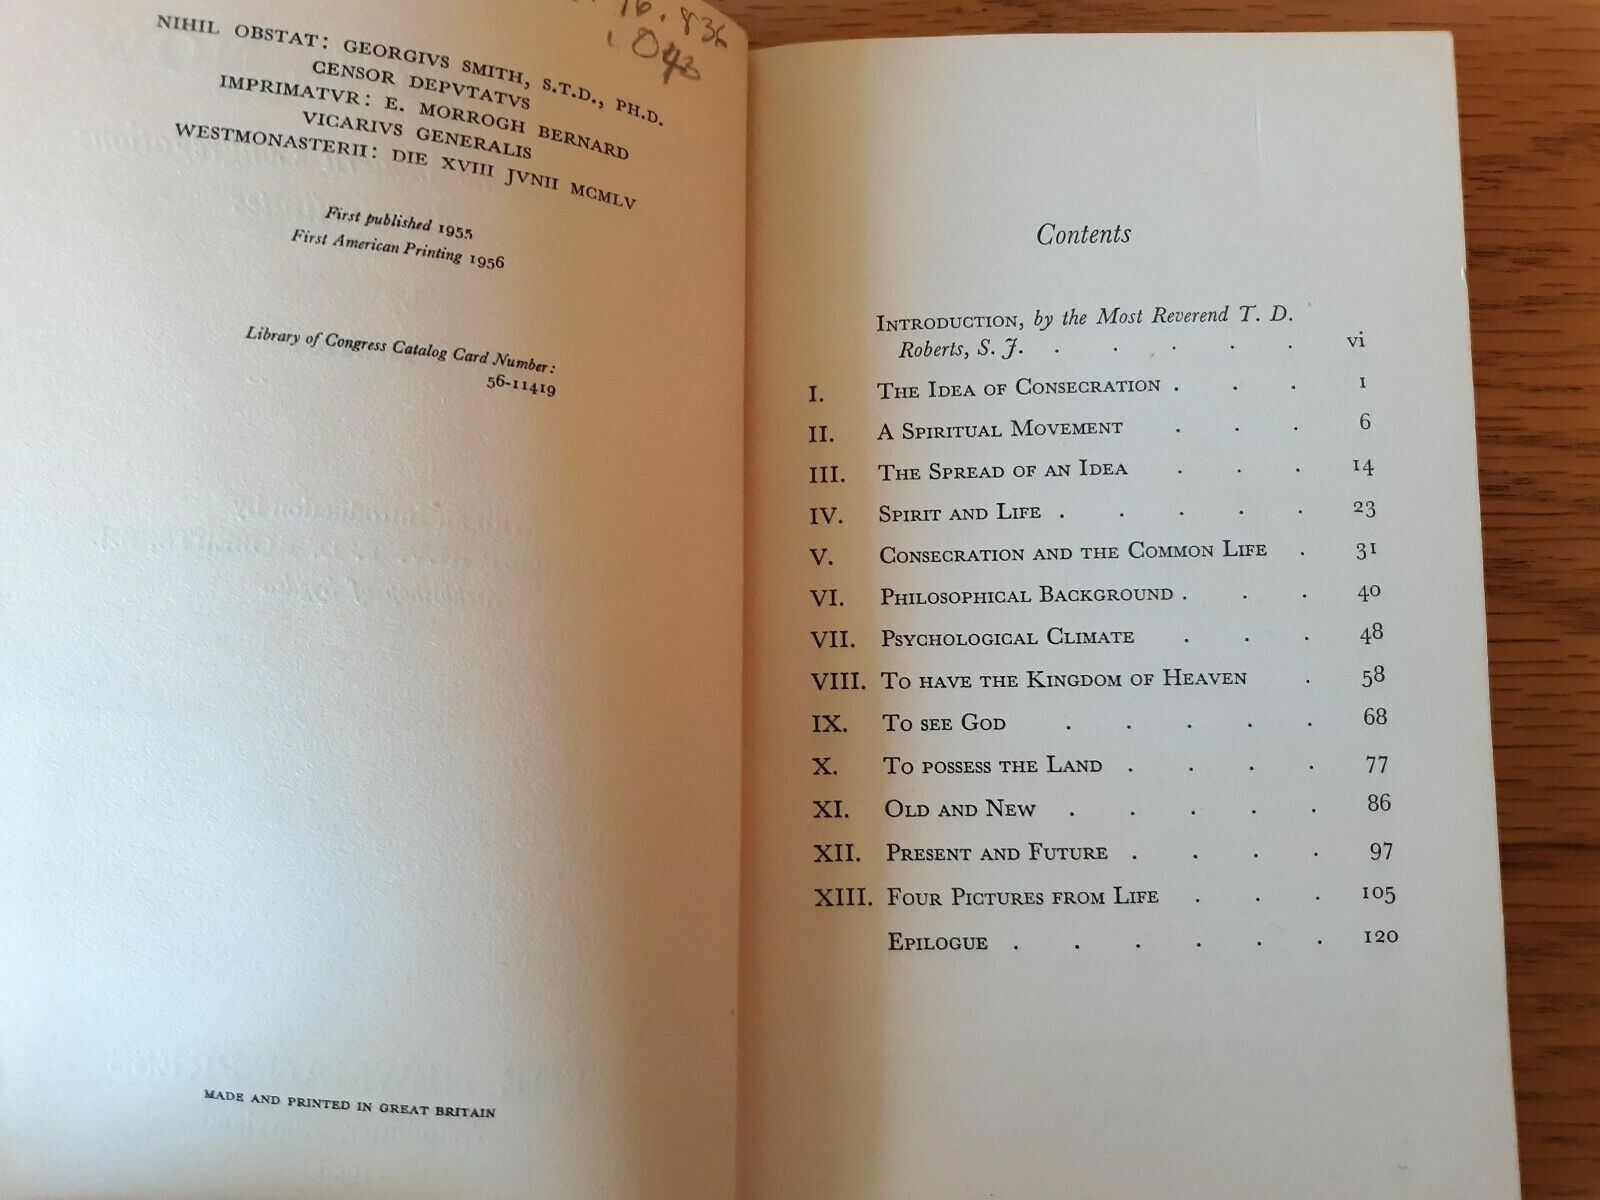 76.836
.043
NIHIL OBSTAT: GEORGIVS SMITH, S.T.D., PH.D.
CENSOR DEPVTATVS
IMPRIMATVR: E. MORROGH BERNARD
VICARIVS GENERALIS
WESTMONASTERII: DIE XVIII JVNII MCMLV
First published 1955
First American Printing 1956
Library of Congress Catalog Card Number:
56-11419
MADE AND PRINTED IN GREAT BRITAIN
Contents
INTRODUCTION, by the Most Reverend T. D.
Roberts, S. J. . . . . . vi
I. THE IDEA OF CONSECRATION . . . 1
II. A SPIRITUAL MOVEMENT . . . 6
III. THE SPREAD OF AN IDEA . . . 14
IV. SPIRIT AND LIFE . . . . . 23
V. CONSECRATION AND THE COMMON LIFE . 31
VI. PHILOSOPHICAL BACKGROUND . . . 40
VII. PSYCHOLOGICAL CLIMATE . . . 48
VIII. TO HAVE THE KINGDOM OF HEAVEN . 58
IX. TO SEE GOD . . . . . 68
X. TO POSSESS THE LAND . . . . 77
XI. OLD AND NEW . . . . . 86
XII. PRESENT AND FUTURE . . . . 97
XIII. FOUR PICTURES FROM LIFE . . . 105
EPILOGUE . . . . . . 120